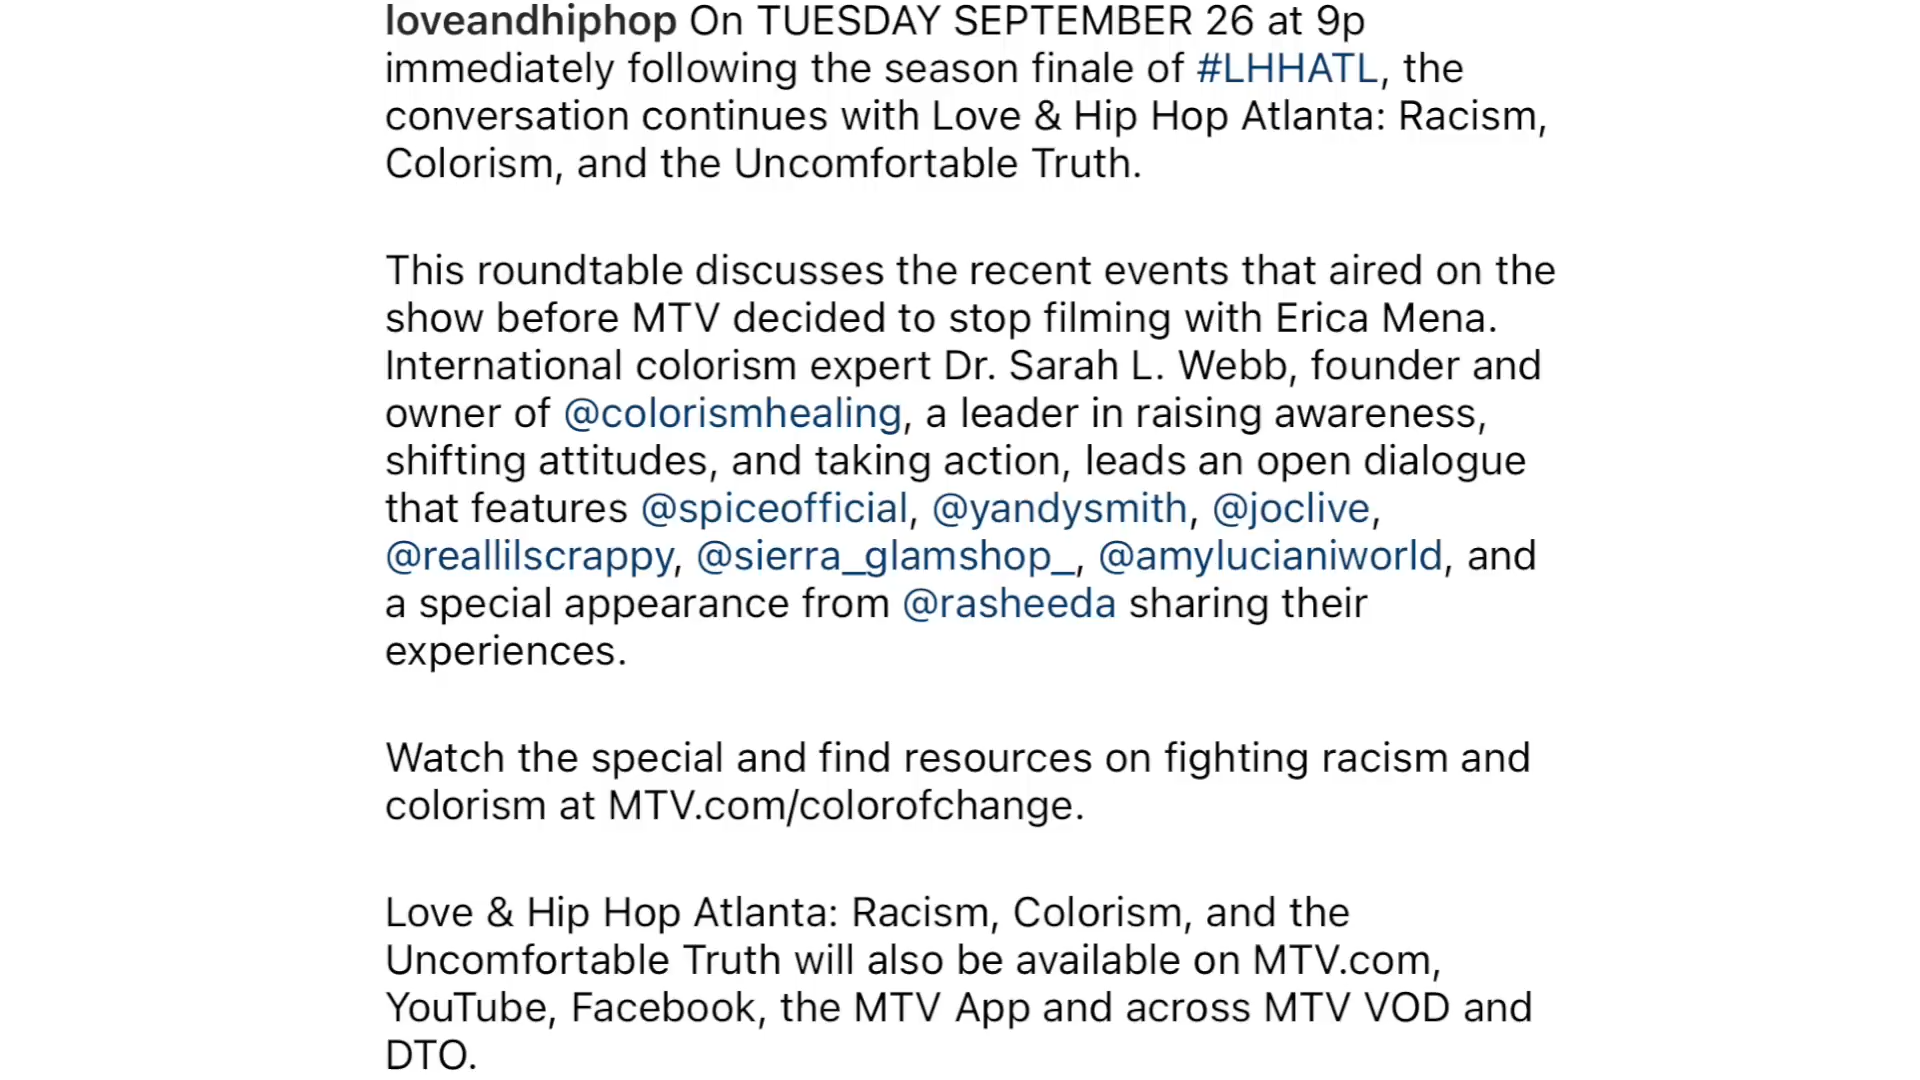 loveandhiphop On TUESDAY SEPTEMBER 26 at 9p
immediately following the season finale of #LHHATL, the
conversation continues with Love & Hip Hop Atlanta: Racism,
Colorism, and the Uncomfortable Truth.
This roundtable discusses the recent events that aired on the
show before MTV decided to stop filming with Erica Mena.
International colorism expert Dr. Sarah L. Webb, founder and
owner of @colorismhealing, a leader in raising awareness,
shifting attitudes, and taking action, leads an open dialogue
that features @spiceofficial, @yandysmith, @joclive,
@reallilscrappy, @sierra_glamshop_, @amylucianiworld, and
a special appearance from @rasheeda sharing their
experiences.
Watch the special and find resources on fighting racism and
colorism at MTV.com/colorofchange.
Love & Hip Hop Atlanta: Racism, Colorism, and the
Uncomfortable Truth will also be available on MTV.com,
YouTube, Facebook, the MTV App and across MTV VOD and
DTO.